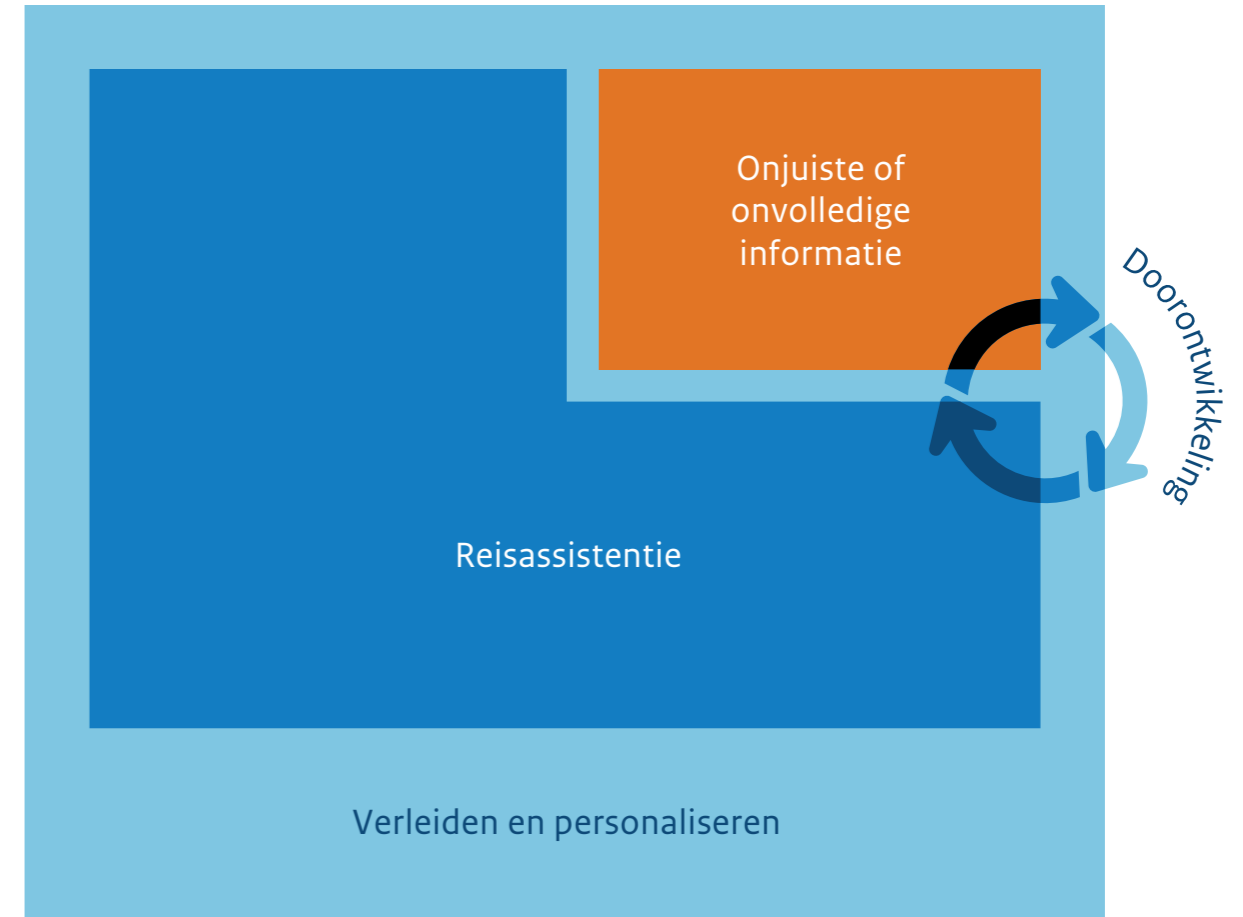 Onjuiste of
onvolledige
informatie
Doorontwikkeling
Reisassistentie
Verleiden en personaliseren